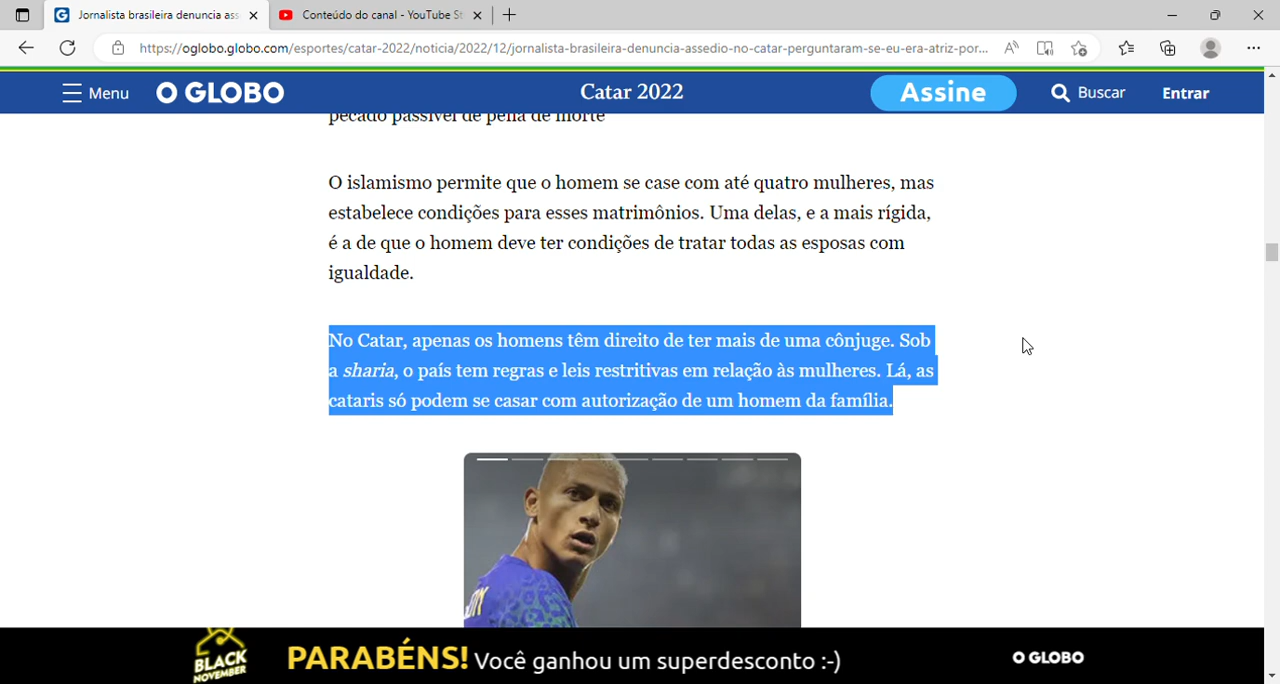 Jornalista brasileira denuncia ass
Conteúdo do canal - YouTube St
https://oglobo.globo.com/esportes/catar-2022/noticia/2022/12/jornalista-brasileira-denuncia-assedio-no-catar-perguntaram-se-eu-era-atriz-por...
Menu O GLOBO Catar 2022 Assine Buscar Entrar
pecado passível de pena de morte
O islamismo permite que o homem se case com até quatro mulheres, mas
estabelece condições para esses matrimônios. Uma delas, e a mais rígida,
é a de que o homem deve ter condições de tratar todas as esposas com
igualdade.
No Catar, apenas os homens têm direito de ter mais de uma cônjuge. Sob
a sharia, o país tem regras e leis restritivas em relação às mulheres. Lá, as
cataris só podem se casar com autorização de um homem da família.
BLACK
NOVEMBER
PARABÉNS! Você ganhou um superdesconto :-)
O GLOBO